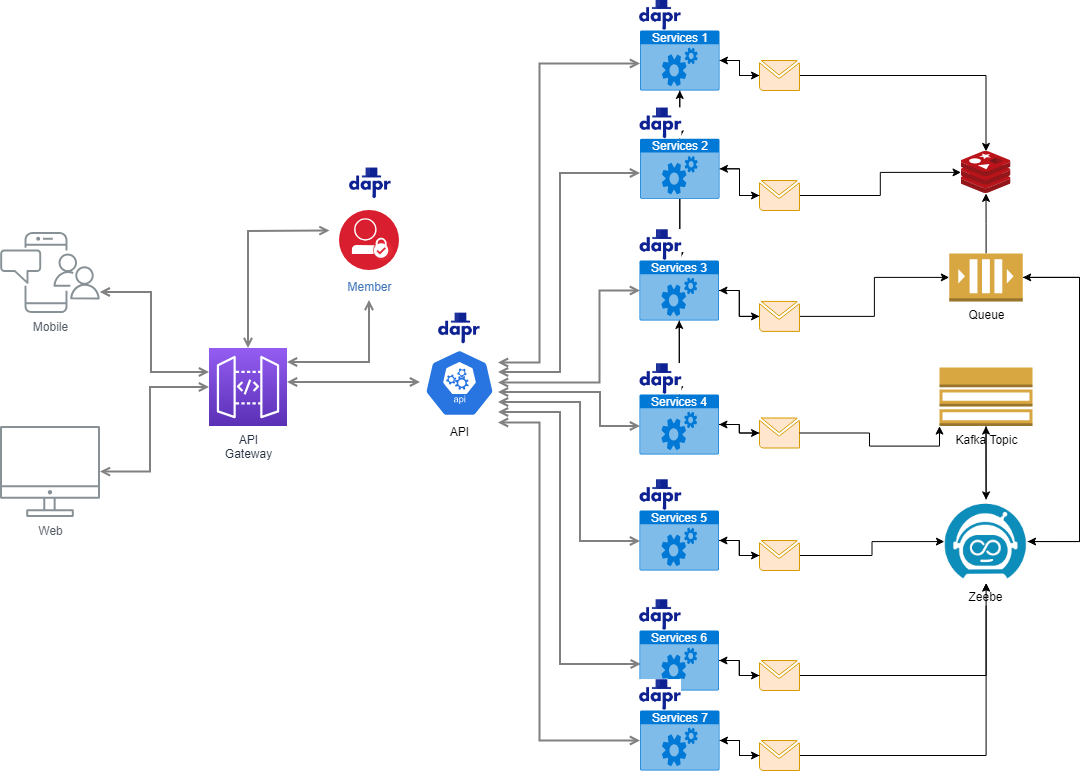 dapr
Services 1
dapr
Services 2
dapr
Member
Mobile
dapr
Services 3
Queue
dapr
api
API
</>
API
Gateway
dapr
Services 4
Kafka Topic
Web
dapr
Services 5
Zeebe
dapr
Services 6
dapr
Services 7